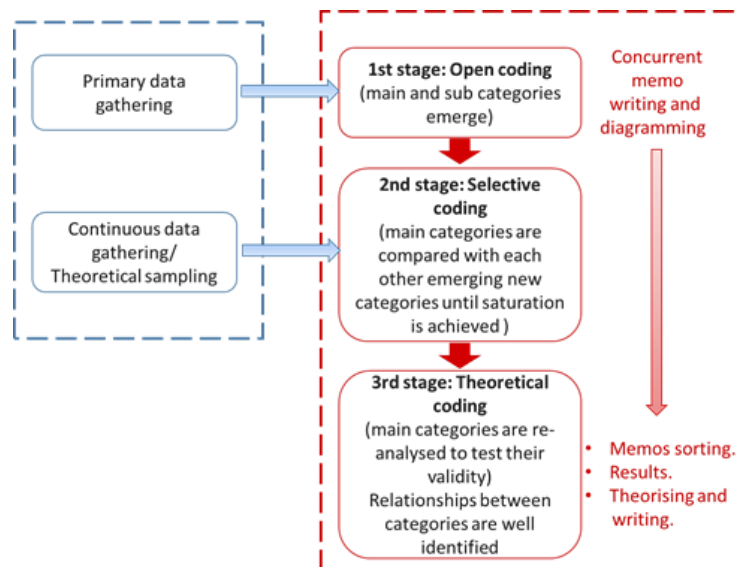 Primary data
gathering
Continuous data
gathering/
Theoretical sampling
1st stage: Open coding
(main and sub categories
emerge)
2nd stage: Selective
coding
(main categories are
compared with each
other emerging new
categories until saturation
is achieved )
3rd stage: Theoretical
coding
(main categories are re-
analysed to test their
validity)
Relationships between
categories are well
identified
Concurrent
memo
writing and
diagramming
• Memos sorting.
• Results.
• Theorising and
writing.